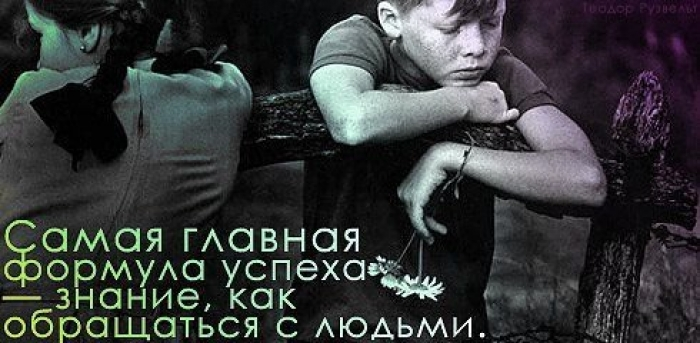 Теодор Рузвельт
Самая главная
формула успеха
— знание, как
обращаться с людьми.